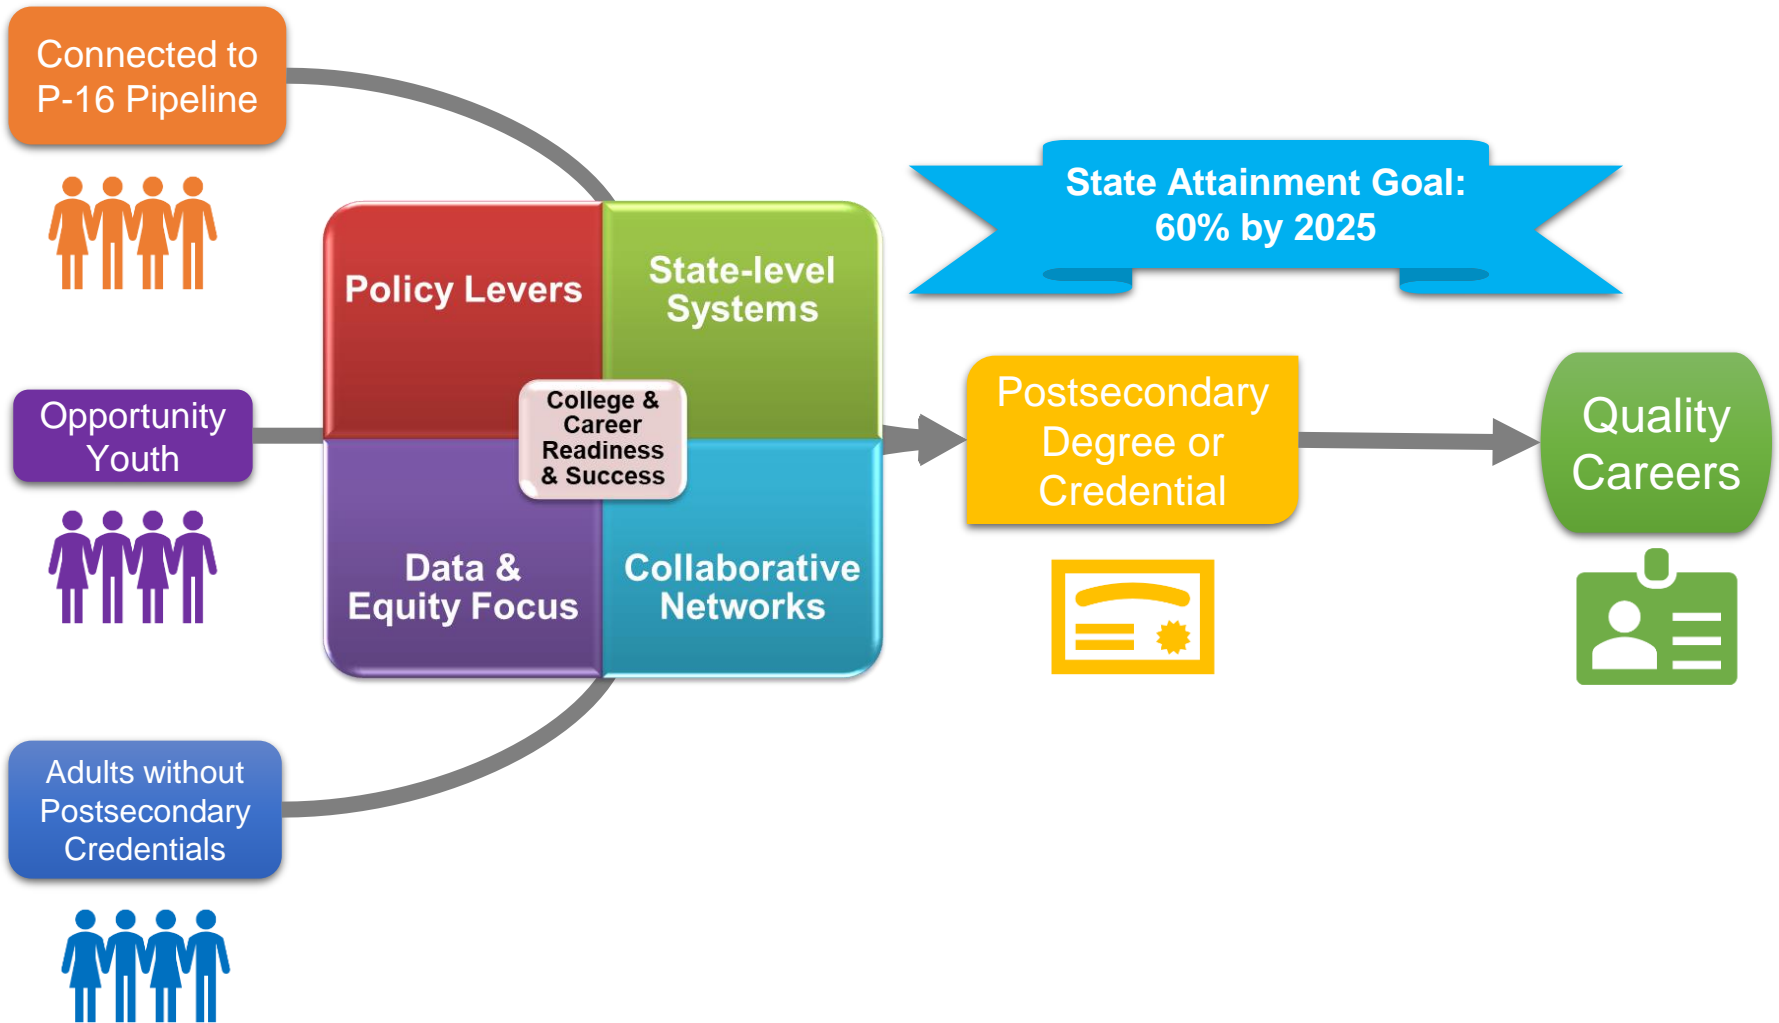 Connected to
P-16 Pipeline
State Attainment Goal:
60% by 2025
Policy Levers
State-level
Systems
Opportunity
Youth
College &
Career
Readiness
& Success
Postsecondary
Degree or
Credential
Quality
Careers
Data &
Equity Focus
Collaborative
Networks
Adults without
Postsecondary
Credentials